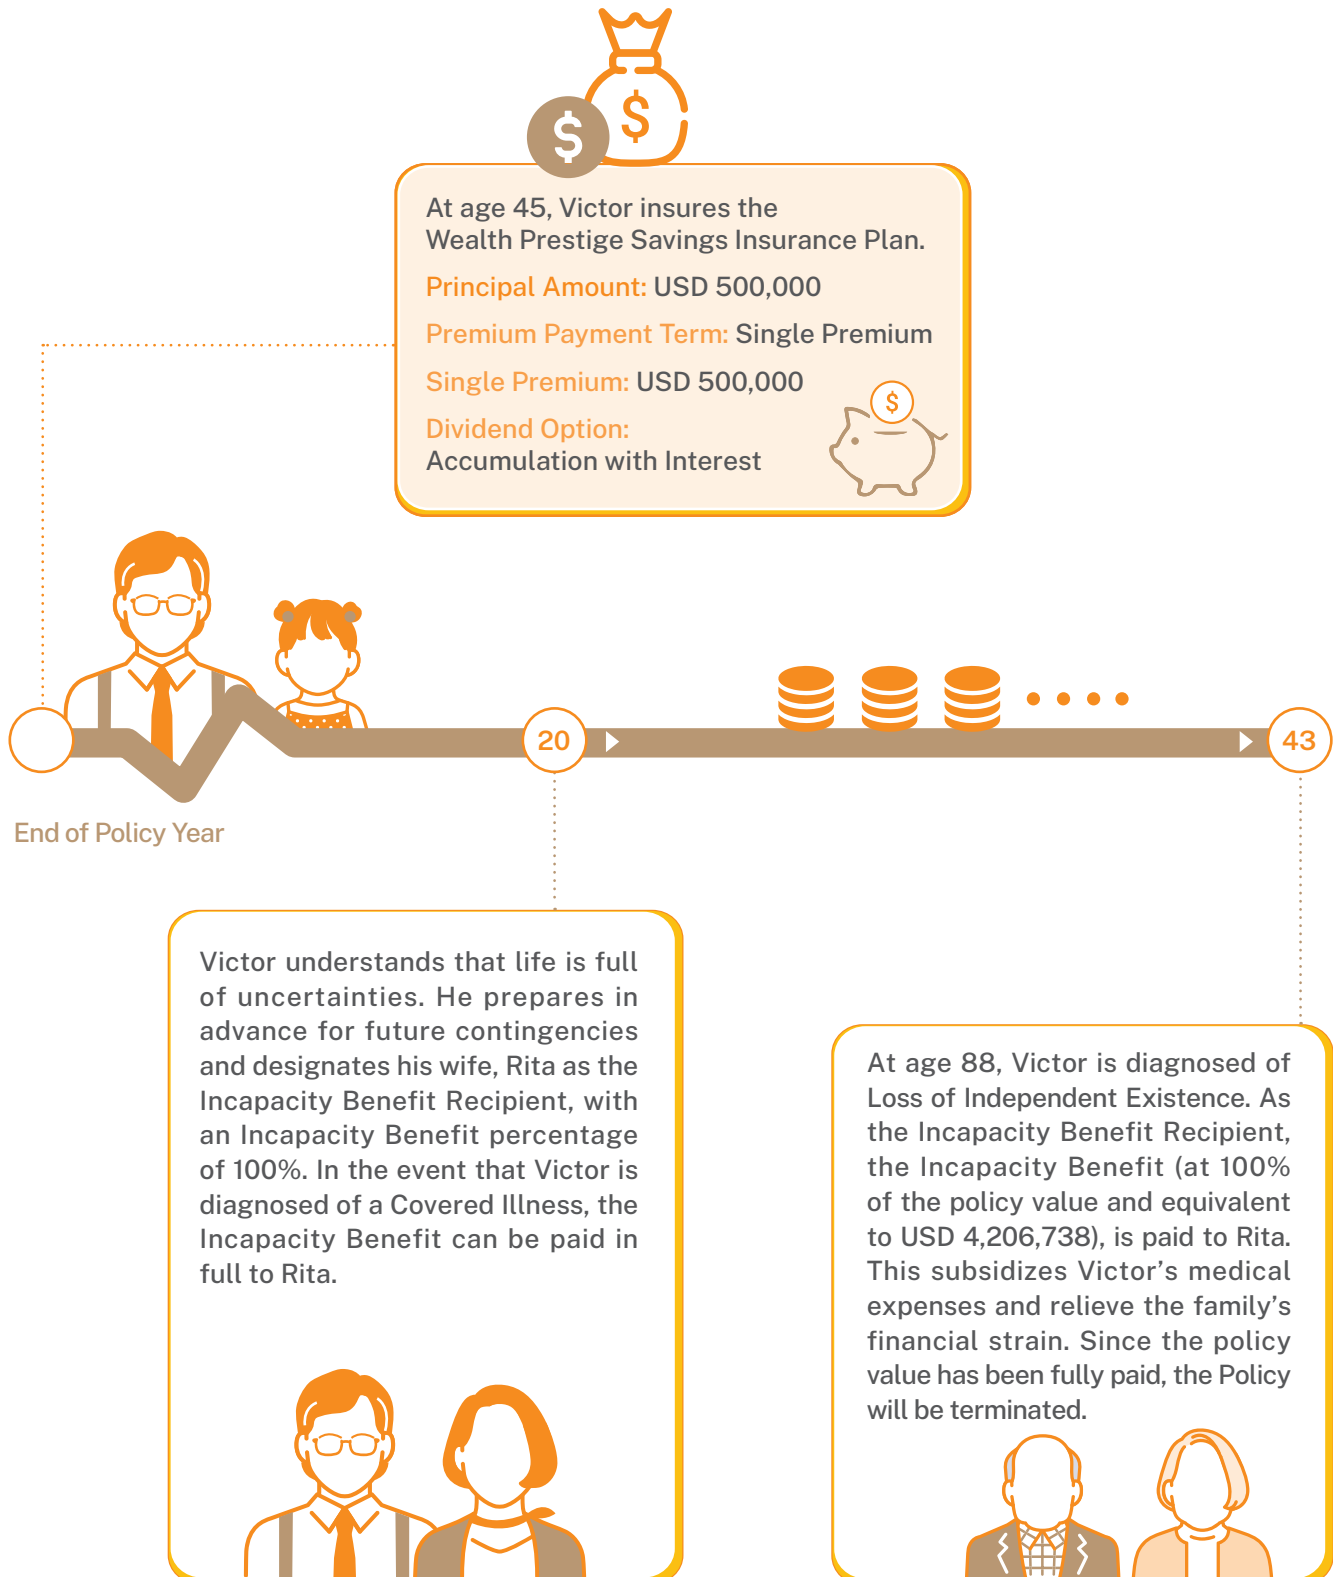 $
$
At age 45, Victor insures the
Wealth Prestige Savings Insurance Plan.
Principal Amount: USD 500,000
Premium Payment Term: Single Premium
Single Premium: USD 500,000
$
Dividend Option:
Accumulation with Interest
20
43
End of Policy Year
Victor understands that life is full
of uncertainties. He prepares in
advance for future contingencies
and designates his wife, Rita as the
Incapacity Benefit Recipient, with
an Incapacity Benefit percentage
of 100%. In the event that Victor is
diagnosed of a Covered Illness, the
Incapacity Benefit can be paid in
full to Rita.
At age 88, Victor is diagnosed of
Loss of Independent Existence. As
the Incapacity Benefit Recipient,
the Incapacity Benefit (at 100%
of the policy value and equivalent
to USD 4,206,738), is paid to Rita.
This subsidizes Victor’s medical
expenses and relieve the family’s
financial strain. Since the policy
value has been fully paid, the Policy
will be terminated.